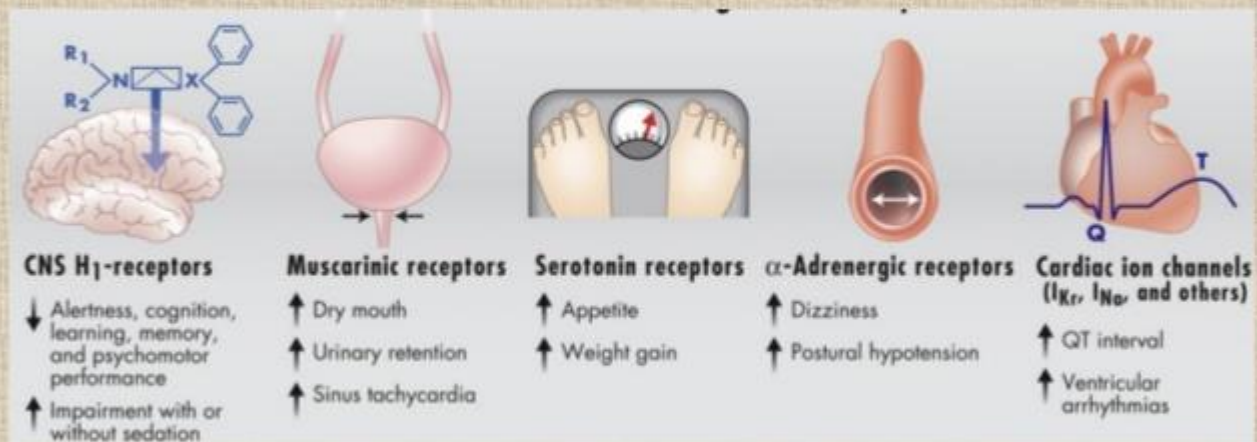 R1
R2
N
X
Q
T
CNS H1-receptors
↓ Alertness, cognition,
learning, memory,
and psychomotor
performance
↑ Impairment with or
without sedation
Muscarinic receptors
↑ Dry mouth
↑ Urinary retention
↑ Sinus tachycardia
Serotonin receptors
↑ Appetite
↑ Weight gain
α-Adrenergic receptors
↑ Dizziness
↑ Postural hypotension
Cardiac ion channels
(IKr, INa, and others)
↑ QT interval
↑ Ventricular
arrhythmias